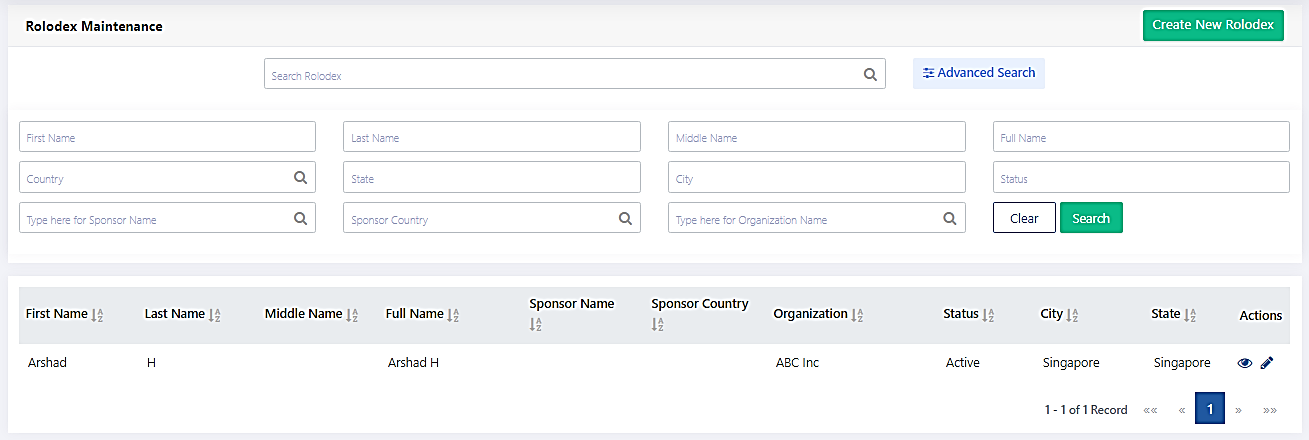 Rolodex Maintenance
Create New Rolodex
Search Rolodex
Advanced Search
First Name Last Name Middle Name Full Name
Country State City Status
Type here for Sponsor Name Sponsor Country Type here for Organization Name Clear Search
First Name Last Name Middle Name Full Name Sponsor Name Sponsor Country Organization Status City State Actions
Arshad H Arshad H ABC Inc Active Singapore Singapore
1 - 1 of 1 Record «« « 1 » »»